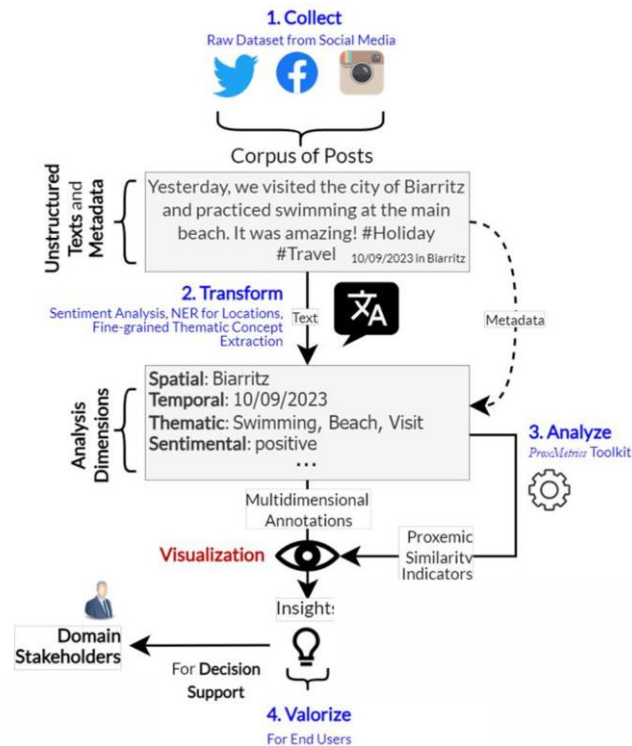 1. Collect
Raw Dataset from Social Media
Corpus of Posts
Unstructured
Texts and
Metadata
Yesterday, we visited the city of Biarritz
and practiced swimming at the main
beach. It was amazing! #Holiday
#Travel 10/09/2023 in Biarritz
2. Transform
Sentiment Analysis, NER for Locations,
Fine-grained Thematic Concept
Extraction
Text
文A
Metadata
Analysis
Dimensions
Spatial: Biarritz
Temporal: 10/09/2023
Thematic: Swimming, Beach, Visit
Sentimental: positive
...
3. Analyze
ProxMetrics Toolkit
Multidimensional
Annotations
Visualization
Proxemic
Similarity
Indicators
Insights
Domain
Stakeholders
For Decision
Support
4. Valorize
For End Users